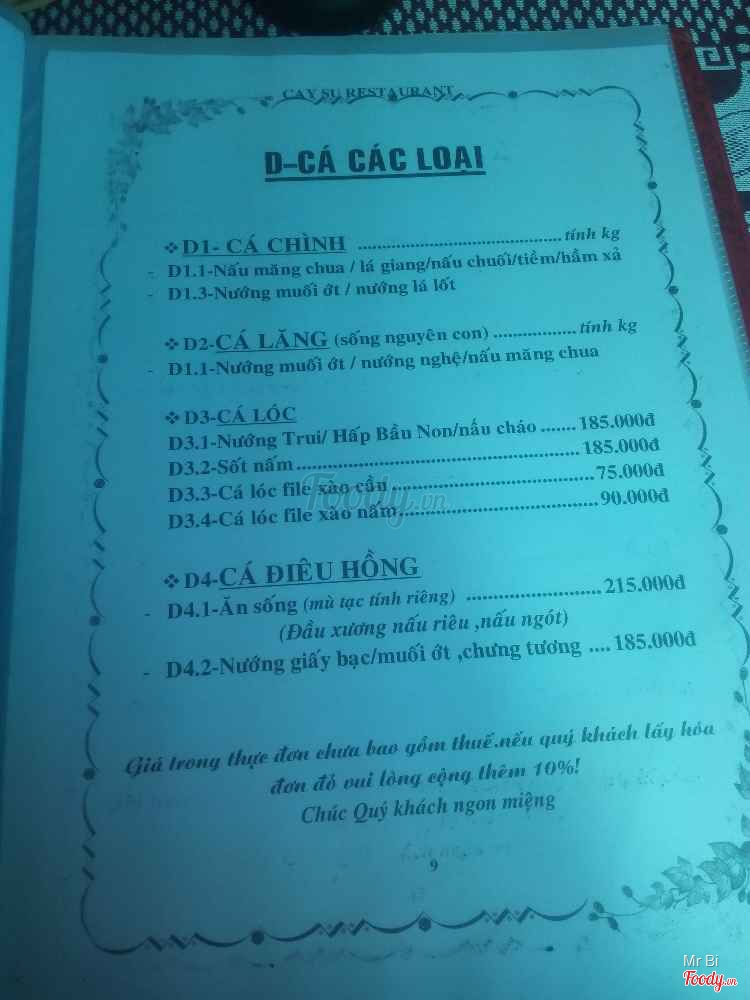 CAY SU RESTAURANT
D-CÁ CÁC LOẠI
❖D1- CÁ CHÌNH ..........................................tính kg
- D1.1-Nấu măng chua / lá giang/nấu chuối/tiềm/hầm xả
- D1.3-Nướng muối ớt / nướng lá lốt
❖D2-CÁ LĂNG (sống nguyên con) .................tính kg
- D1.1-Nướng muối ớt / nướng nghệ/nấu măng chua
❖D3-CÁ LÓC
D3.1-Nướng Trui/ Hấp Bầu Non/nấu cháo .......185.000đ
D3.2-Sốt nấm..........................................................185.000đ
D3.3-Cá lóc file xào cầu..........................................75.000đ
D3.4-Cá lóc file xào nấm.........................................90.000đ
❖D4-CÁ ĐIÊU HỒNG
- D4.1-Ăn sống (mù tạc tính riêng) ........................215.000đ
(Đầu xương nấu riêu ,nấu ngót)
- D4.2-Nướng giấy bạc/muối ớt ,chưng tương ....185.000đ
Giá trong thực đơn chưa bao gồm thuế.nếu quý khách lấy hóa
đơn đỏ vui lòng cộng thêm 10%!
Chúc Quý khách ngon miệng
9
Foody.vn
Mr Bi
Foody.vn